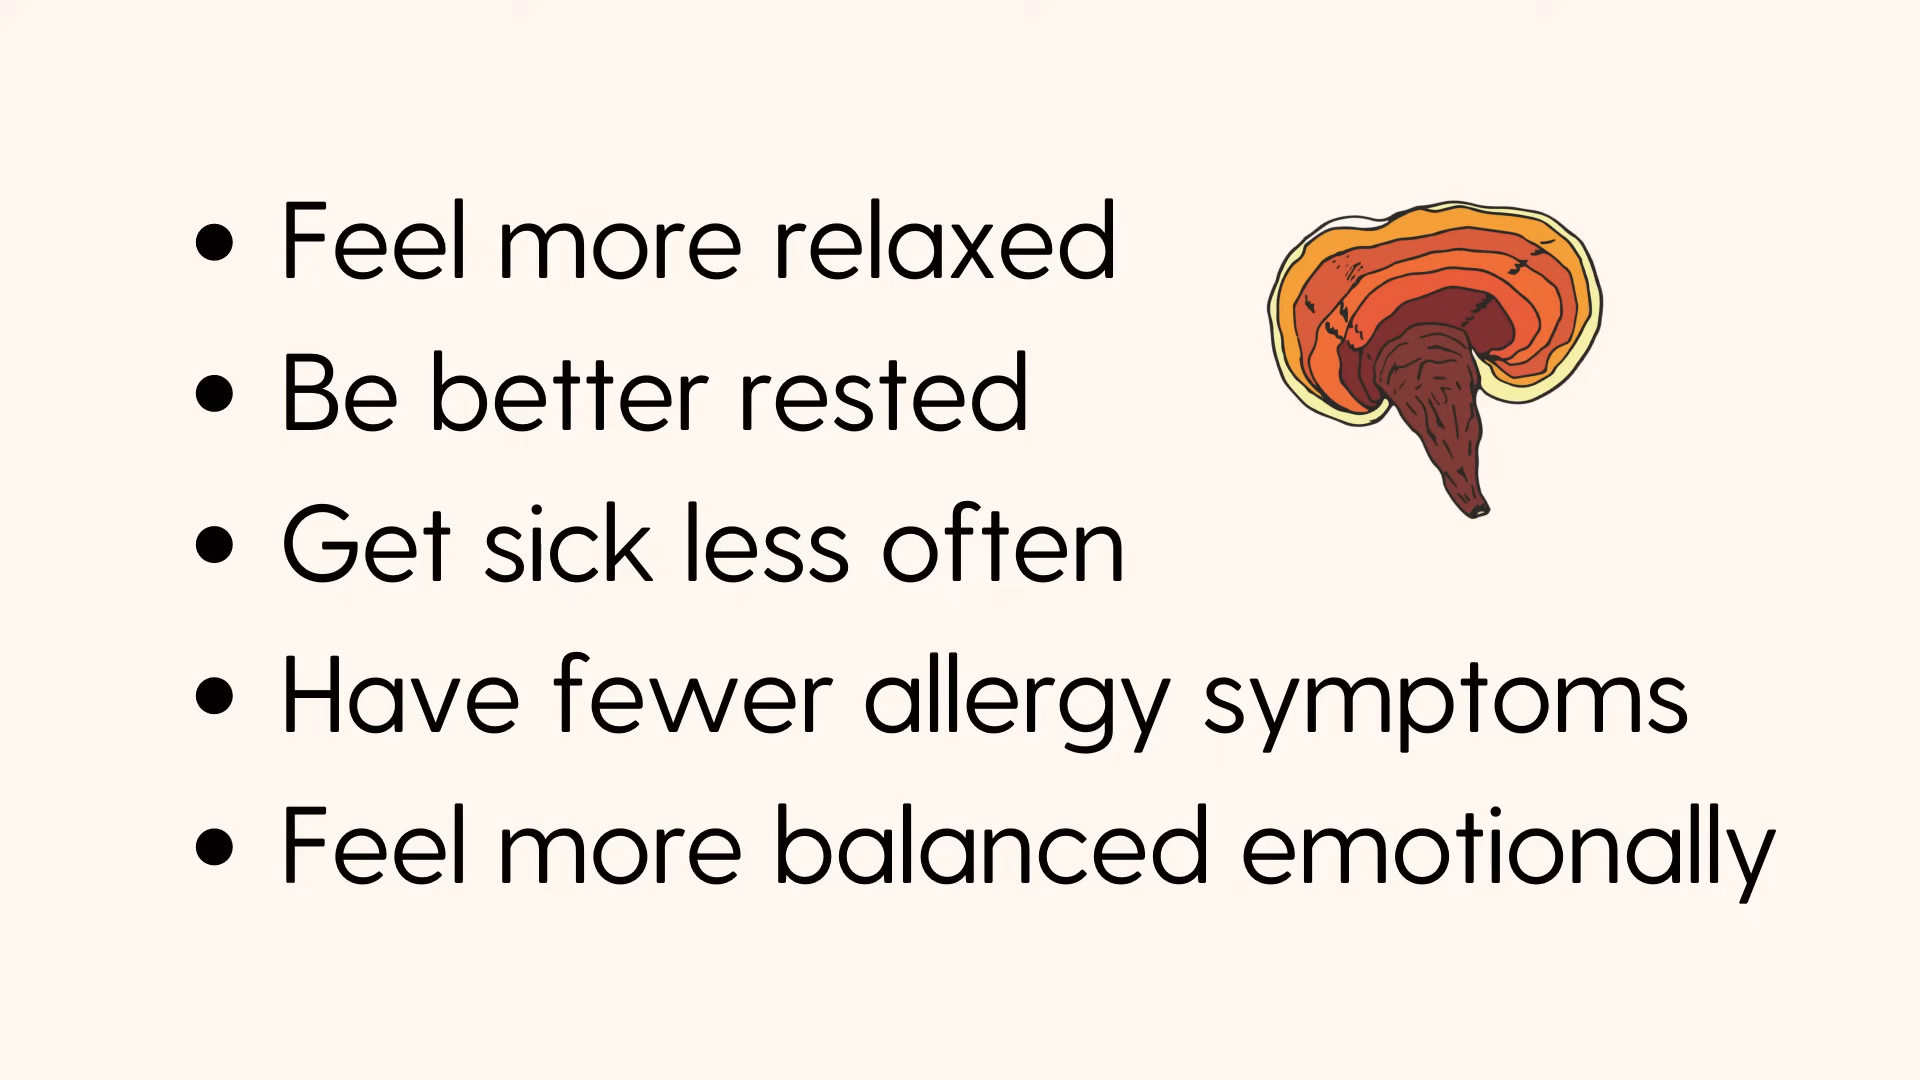 • Feel more relaxed
• Be better rested
• Get sick less often
• Have fewer allergy symptoms
• Feel more balanced emotionally